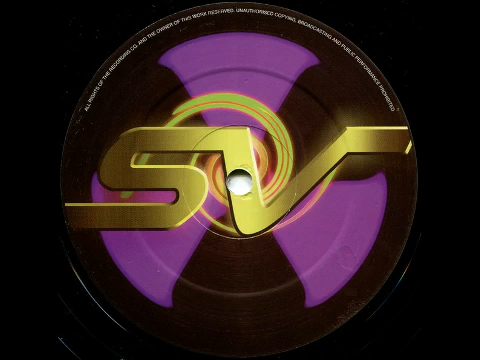 ALL RIGHTS OF THE RECORDING CO. AND THE OWNER OF THIS WORK RESERVED. UNAUTHORISED COPYING, BROADCASTING AND PUBLIC PERFORMANCE PROHIBITED
SV